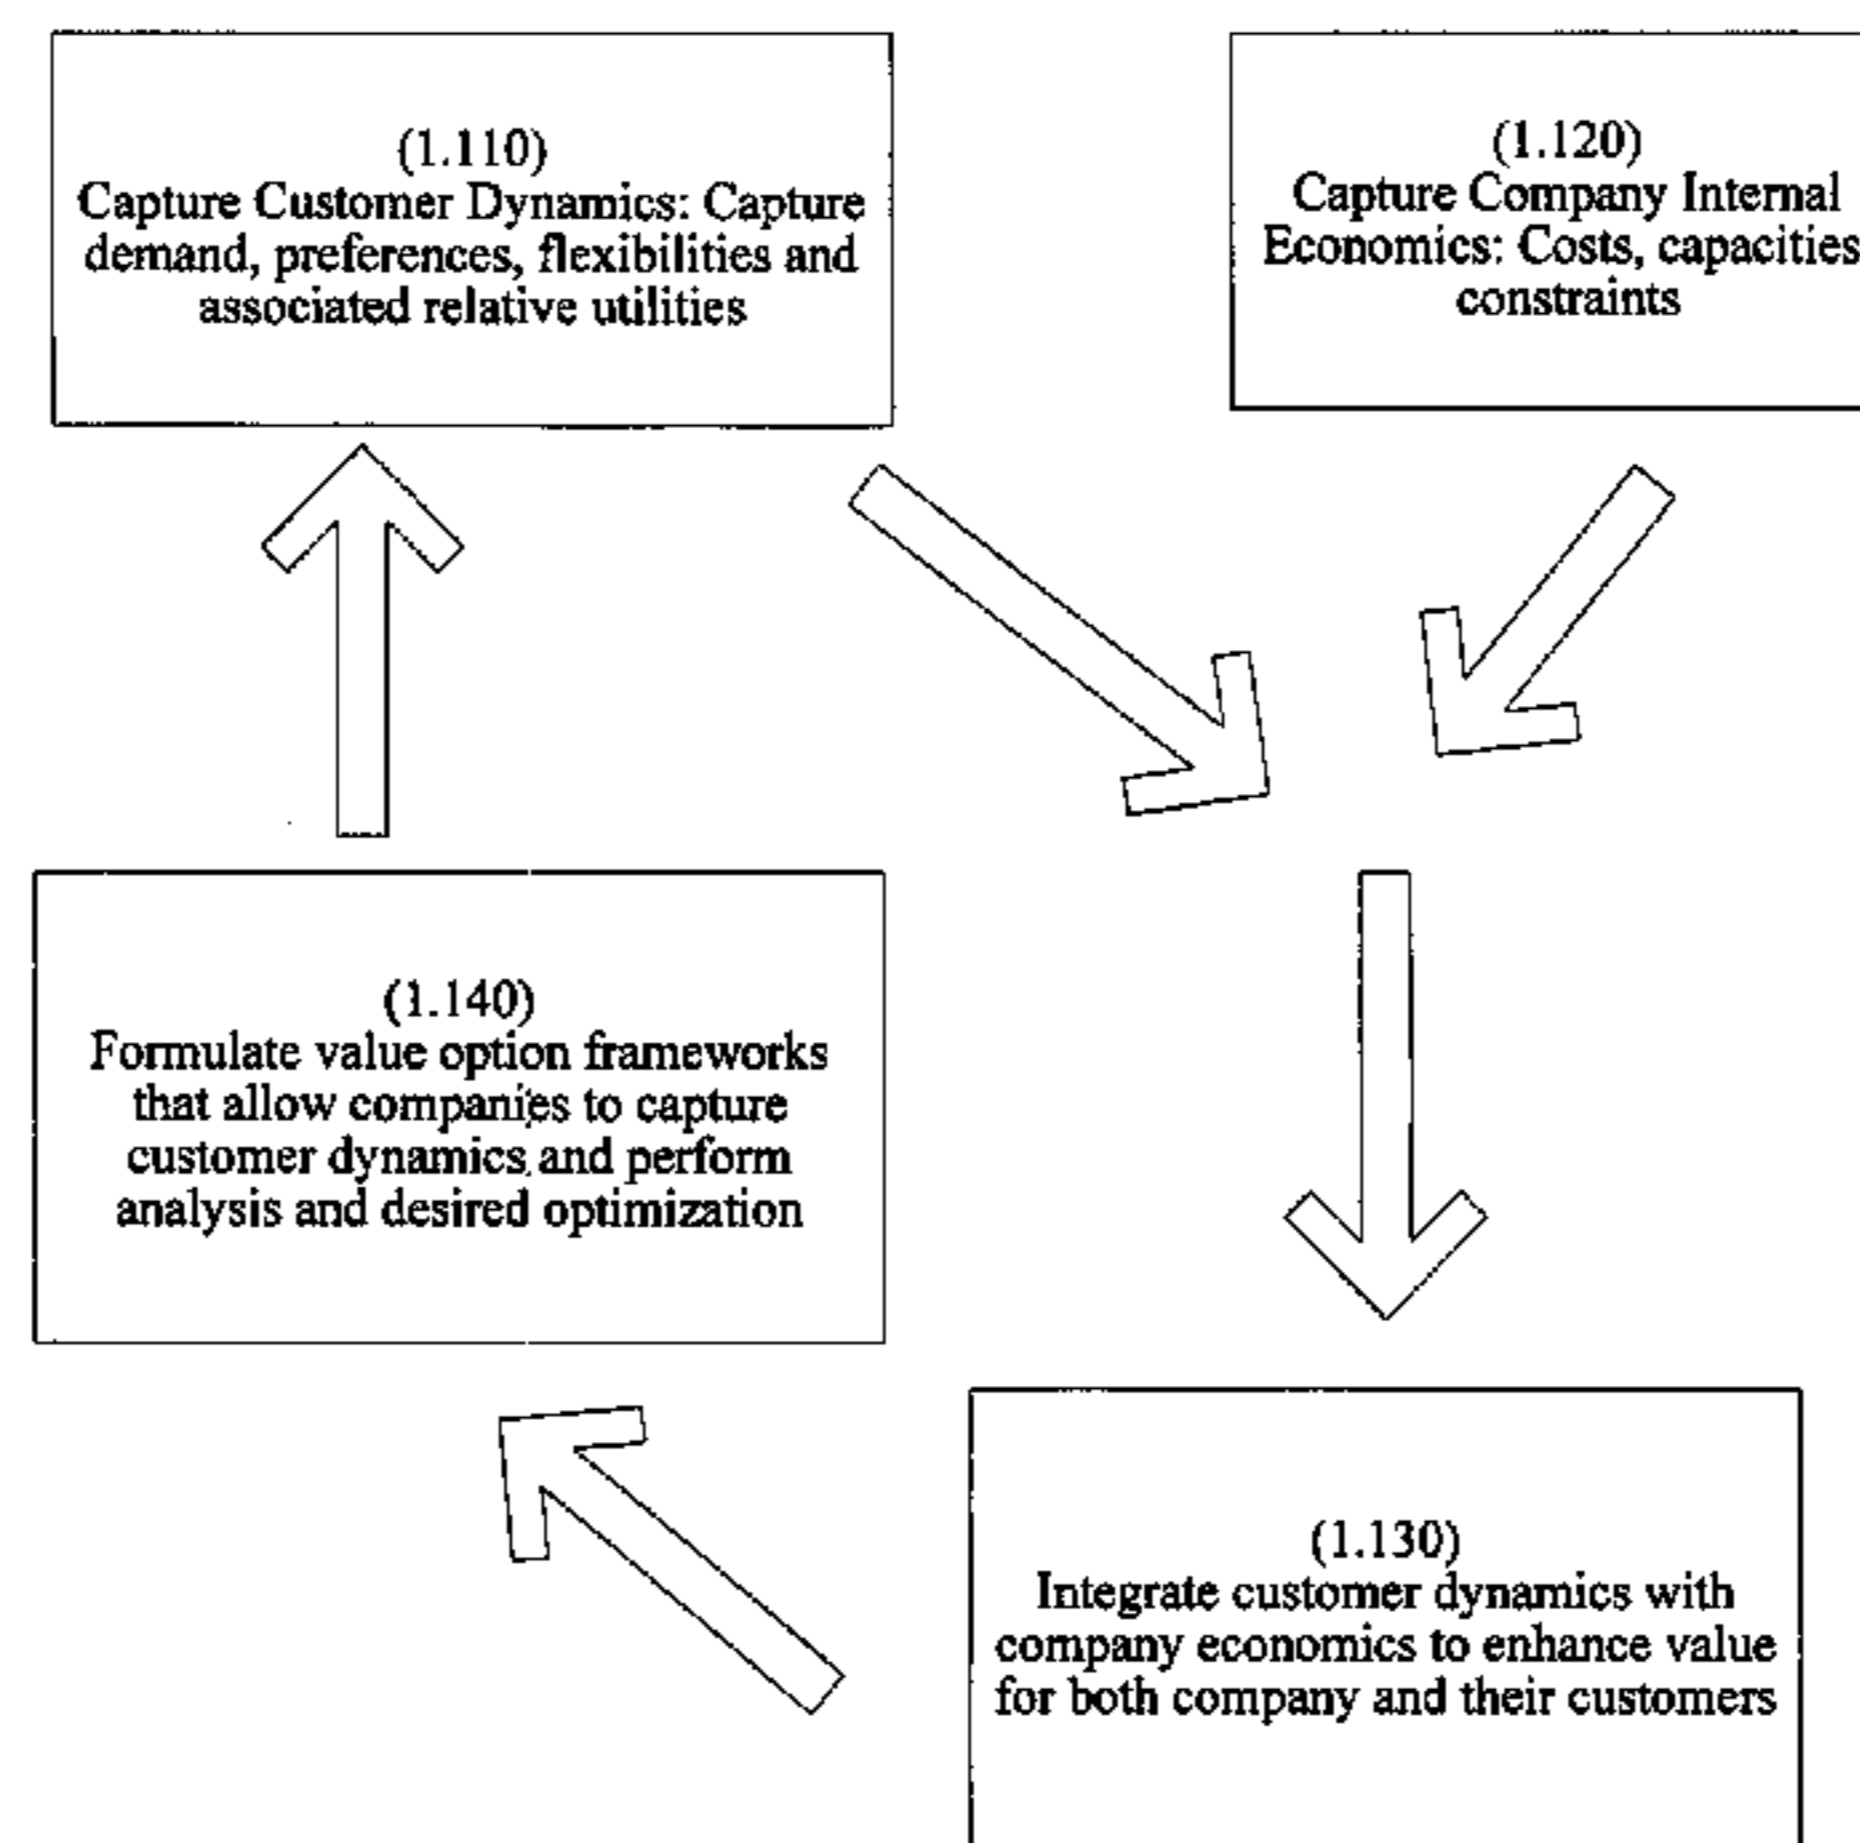 (1.110)
Capture Customer Dynamics: Capture
demand, preferences, flexibilities and
associated relative utilities
(1.120)
Capture Company Internal
Economics: Costs, capacities
constraints
(1.140)
Formulate value option frameworks
that allow companies to capture
customer dynamics and perform
analysis and desired optimization
(1.130)
Integrate customer dynamics with
company economics to enhance value
for both company and their customers